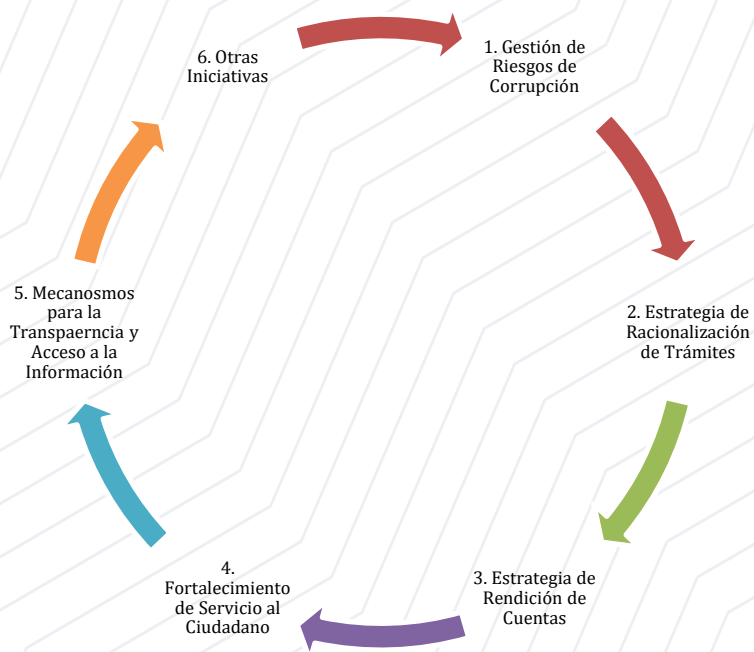 1. Gestión de
Riesgos de
Corrupción
2. Estrategia de
Racionalización
de Trámites
3. Estrategia de
Rendición de
Cuentas
4.
Fortalecimiento
de Servicio al
Ciudadano
5. Mecanosmos
para la
Transpaerncia y
Acceso a la
Información
6. Otras
Iniciativas